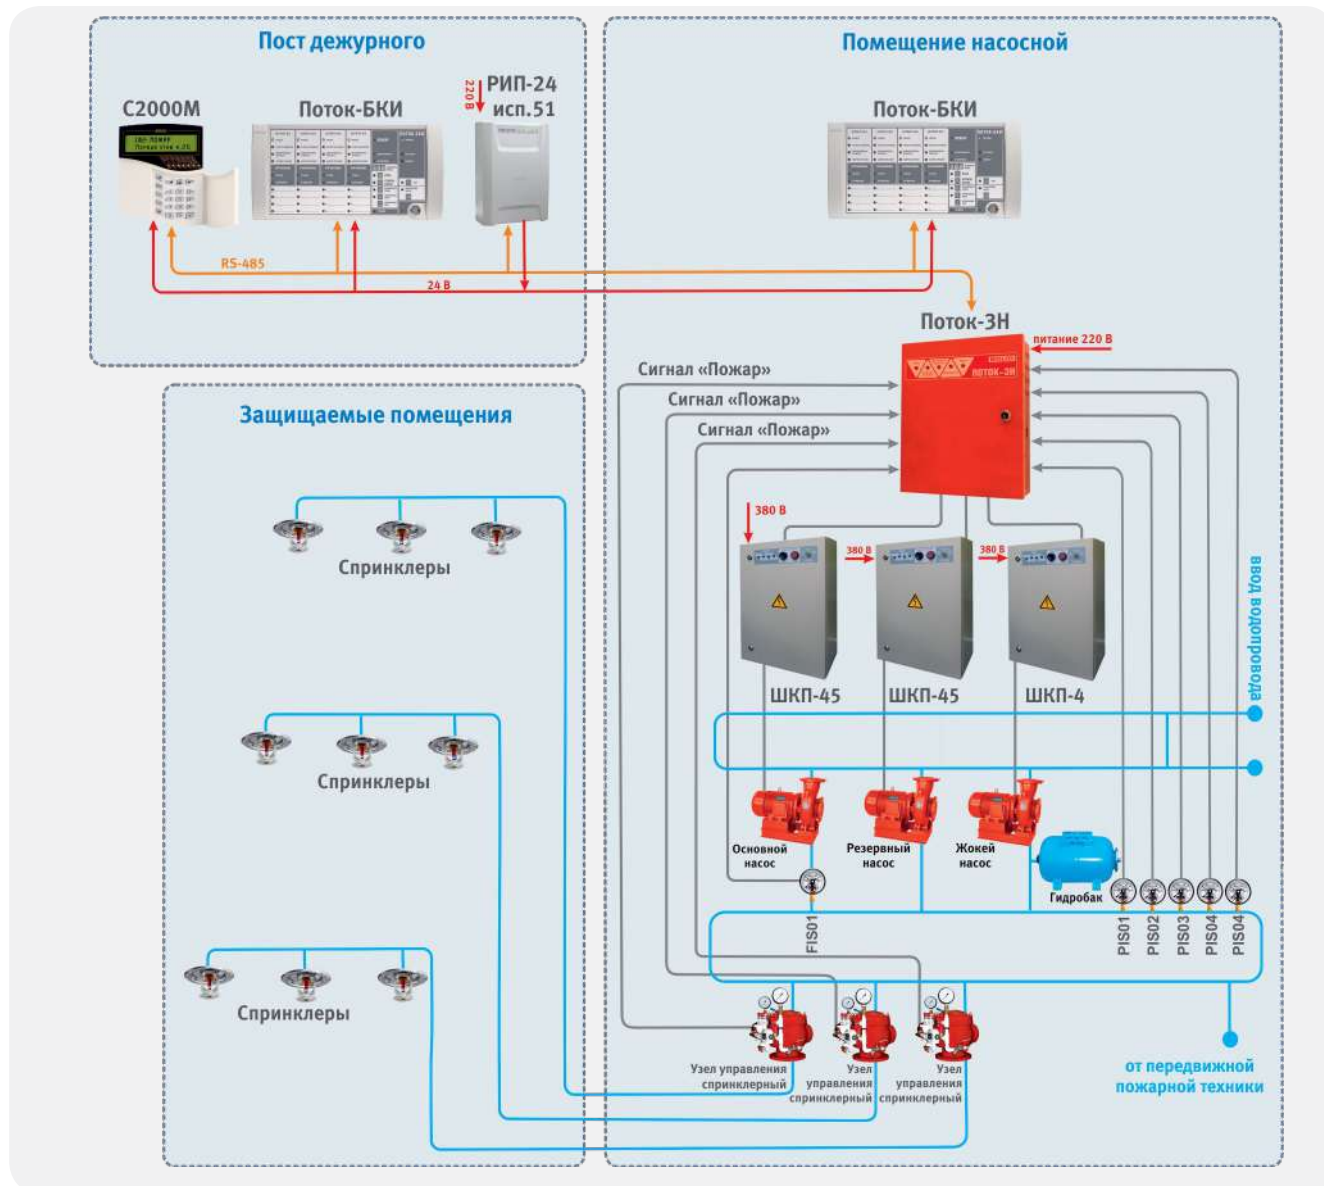 Пост дежурного
С2000М
Поток-БКИ
220 В
РИП-24
исп.51
RS-485
24 В
Помещение насосной
Поток-БКИ
Поток-3Н
питание 220 В
ПОТОК-3Н
Сигнал «Пожар»
Сигнал «Пожар»
Сигнал «Пожар»
380 В
380 В
380 В
ШКП-45
ШКП-45
ШКП-4
ввод водопровода
Основной
насос
Резервный
насос
Жокей
насос
Гидробак
FIS01
PIS01
PIS02
PIS03
PIS04
PIS04
Узел управления
спринклерный
Узел
управления
спринклерный
Узел
управления
спринклерный
от передвижной
пожарной техники
Защищаемые помещения
Спринклеры
Спринклеры
Спринклеры